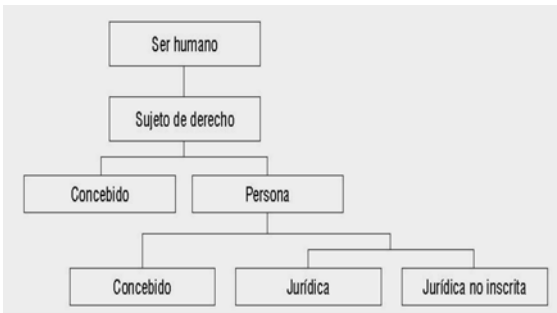 Ser humano
Sujeto de derecho
Concebido
Persona
Concebido
Jurídica
Jurídica no inscrita